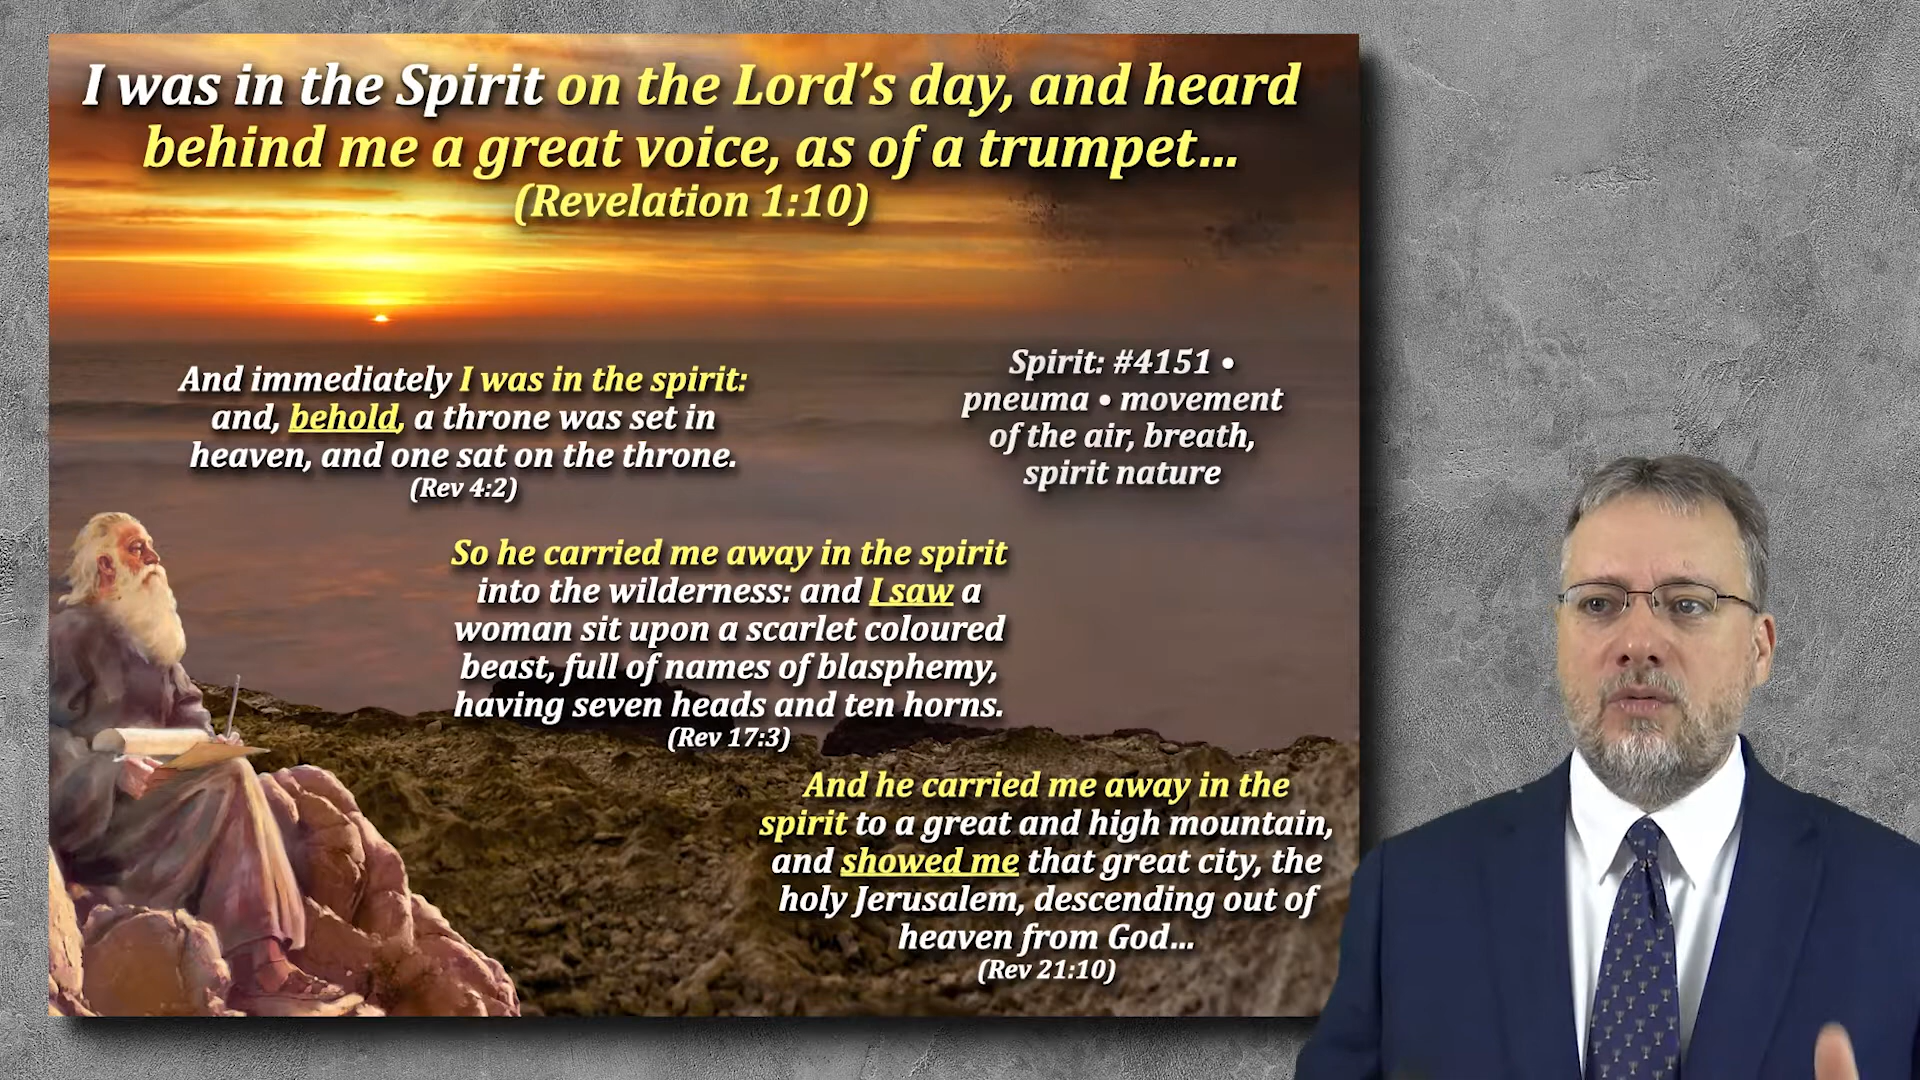 I was in the Spirit on the Lord’s day, and heard
behind me a great voice, as of a trumpet...
(Revelation 1:10)
And immediately I was in the spirit:
and, behold, a throne was set in
heaven, and one sat on the throne.
(Rev 4:2)
Spirit: #4151 •
pneuma • movement
of the air, breath,
spirit nature
So he carried me away in the spirit
into the wilderness: and I saw a
woman sit upon a scarlet coloured
beast, full of names of blasphemy,
having seven heads and ten horns.
(Rev 17:3)
And he carried me away in the
spirit to a great and high mountain,
and showed me that great city, the
holy Jerusalem, descending out of
heaven from God...
(Rev 21:10)